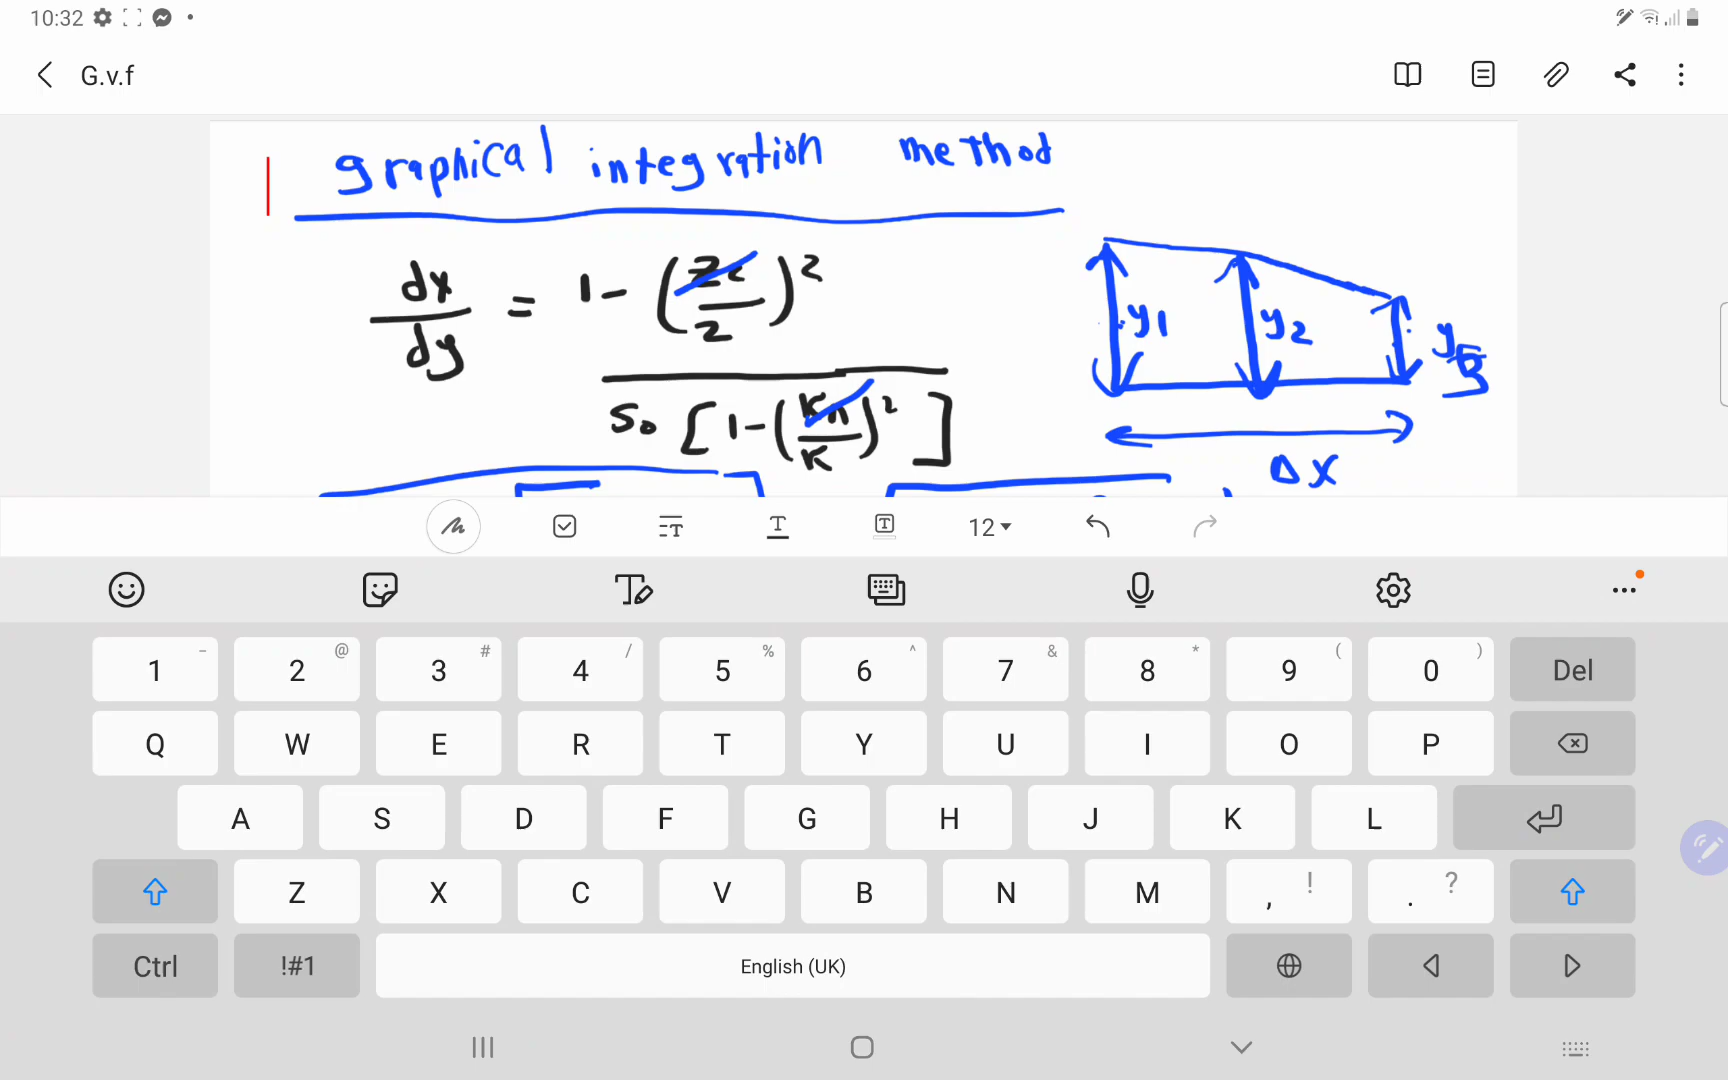 10:32
G.v.f
graphical integration method
dx/dy = 1-(Zc/Z)²
So [1-(Kn/K)²]
y1 y2
Δx
12
1 - 2 @ 3 # 4 / 5 % 6 ^ 7 & 8 * 9 ( 0 ) Del
Q W E R T Y U I O P
A S D F G H J K L
Z X C V B N M , ! . ?
Ctrl !#1 English (UK)